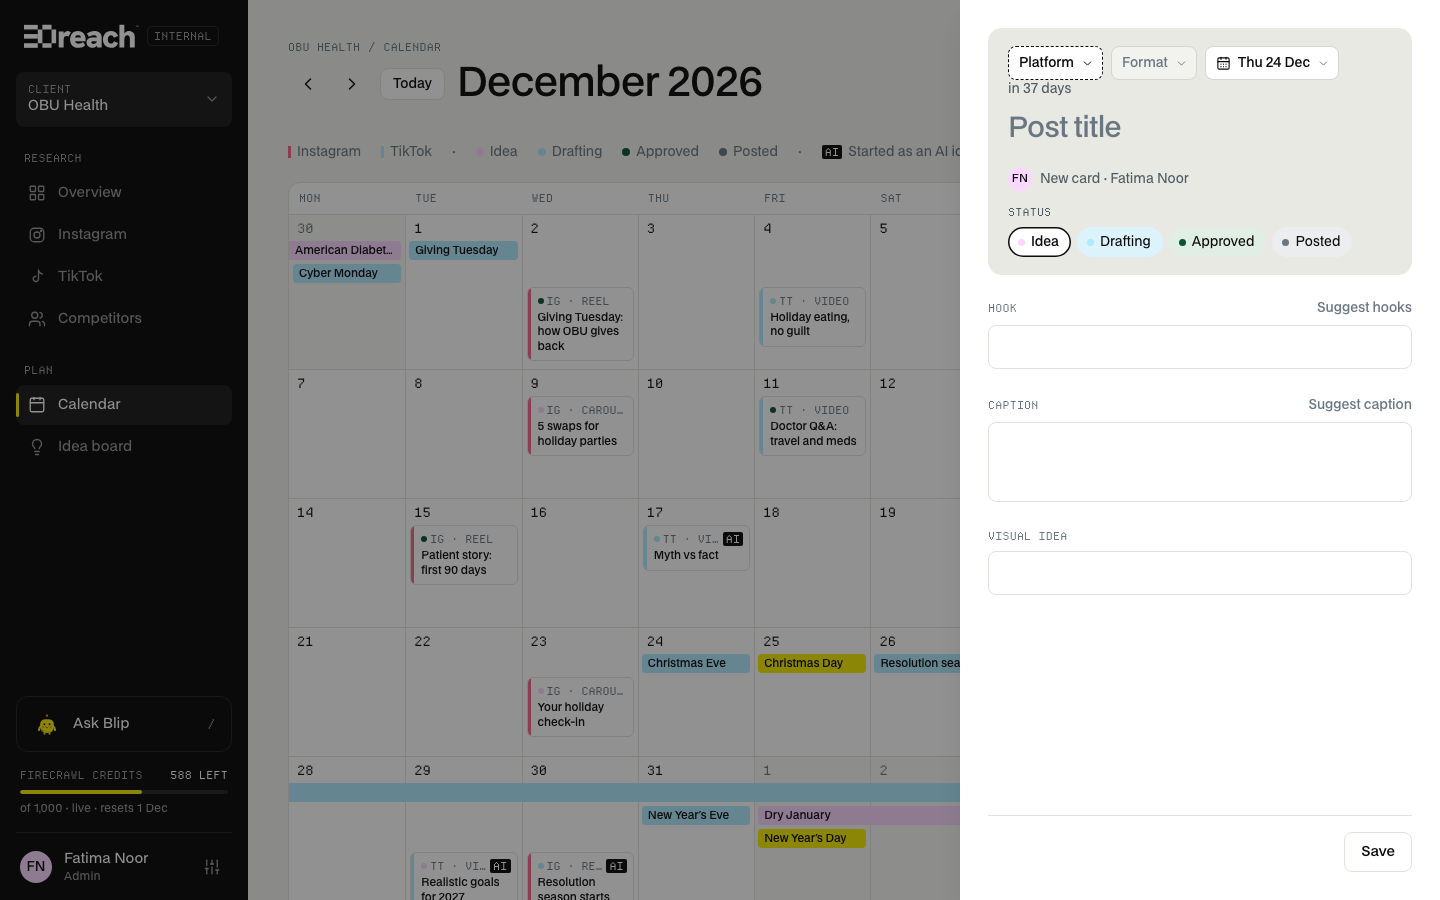 reach
INTERNAL
CLIENT
OBU Health
RESEARCH
Overview
Instagram
TikTok
Competitors
PLAN
Calendar
Idea board
Ask Blip
/
FIRECRAWL CREDITS 588 LEFT
of 1,000 · live · resets 1 Dec
FN
Fatima Noor
Admin
OBU HEALTH / CALENDAR
Today
December 2026
Instagram TikTok · Idea Drafting Approved Posted · AI Started as an AI
MON TUE WED THU FRI SAT
30 1 2 3 4 5
American Diabet…
Giving Tuesday
Cyber Monday
IG · REEL
Giving Tuesday:
how OBU gives
back
TT · VIDEO
Holiday eating,
no guilt
7 8 9 10 11 12
IG · CAROU…
5 swaps for
holiday parties
TT · VIDEO
Doctor Q&A:
travel and meds
14 15 16 17 18 19
IG · REEL
Patient story:
first 90 days
TT · VI… AI
Myth vs fact
21 22 23 24 25 26
Christmas Eve
Christmas Day
Resolution sea
IG · CAROU…
Your holiday
check-in
28 29 30 31 1 2
New Year's Eve
Dry January
New Year's Day
TT · VI… AI
Realistic goals
for 2027
IG · RE… AI
Resolution
season starts
Platform
Format
Thu 24 Dec
in 37 days
Post title
FN
New card · Fatima Noor
STATUS
Idea
Drafting
Approved
Posted
HOOK
Suggest hooks
CAPTION
Suggest caption
VISUAL IDEA
Save